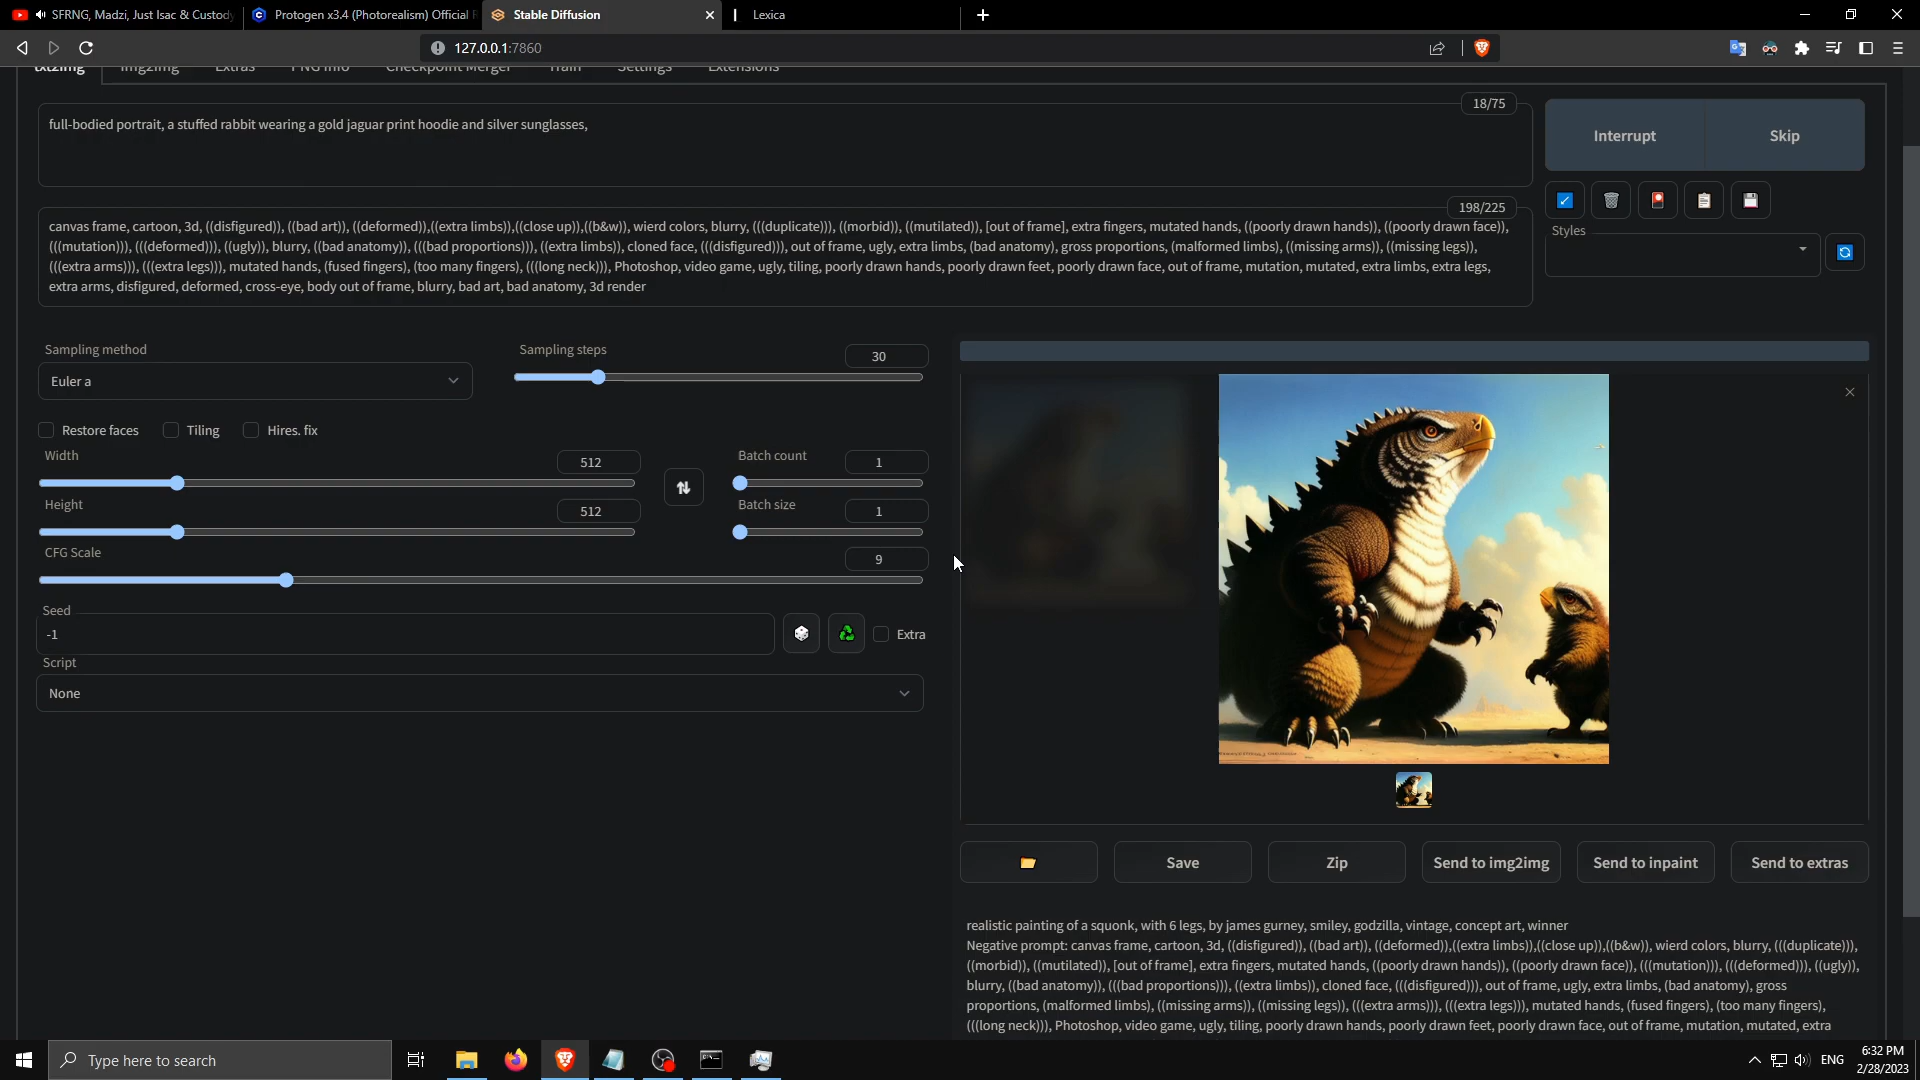 SFRNG, Madzi, Just Isac & Custody
Protogen x3.4 (Photorealism) Official
Stable Diffusion
Lexica
127.0.0.1:7860
txt2img
img2img
Extras
PNG Info
Checkpoint Merger
Train
Settings
Extensions
18/75
full-bodied portrait, a stuffed rabbit wearing a gold jaguar print hoodie and silver sunglasses,
Interrupt
Skip
198/225
canvas frame, cartoon, 3d, ((disfigured)), ((bad art)), ((deformed)),((extra limbs)),((close up)),((b&w)), wierd colors, blurry, (((duplicate))), ((morbid)), ((mutilated)), [out of frame], extra fingers, mutated hands, ((poorly drawn hands)), ((poorly drawn face)),
(((mutation))), (((deformed))), ((ugly)), blurry, ((bad anatomy)), (((bad proportions))), ((extra limbs)), cloned face, (((disfigured))), out of frame, ugly, extra limbs, (bad anatomy), gross proportions, (malformed limbs), ((missing arms)), ((missing legs)),
(((extra arms))), (((extra legs))), mutated hands, (fused fingers), (too many fingers), (((long neck))), Photoshop, video game, ugly, tiling, poorly drawn hands, poorly drawn feet, poorly drawn face, out of frame, mutation, mutated, extra limbs, extra legs,
extra arms, disfigured, deformed, cross-eye, body out of frame, blurry, bad art, bad anatomy, 3d render
Styles
Sampling method
Euler a
Sampling steps
30
Restore faces
Tiling
Hires. fix
Width
512
Batch count
1
Height
512
Batch size
1
CFG Scale
9
Seed
-1
Extra
Script
None
Save
Zip
Send to img2img
Send to inpaint
Send to extras
realistic painting of a squonk, with 6 legs, by james gurney, smiley, godzilla, vintage, concept art, winner
Negative prompt: canvas frame, cartoon, 3d, ((disfigured)), ((bad art)), ((deformed)),((extra limbs)),((close up)),((b&w)), wierd colors, blurry, (((duplicate))),
((morbid)), ((mutilated)), [out of frame], extra fingers, mutated hands, ((poorly drawn hands)), ((poorly drawn face)), (((mutation))), (((deformed))), ((ugly)),
blurry, ((bad anatomy)), (((bad proportions))), ((extra limbs)), cloned face, (((disfigured))), out of frame, ugly, extra limbs, (bad anatomy), gross
proportions, (malformed limbs), ((missing arms)), ((missing legs)), (((extra arms))), (((extra legs))), mutated hands, (fused fingers), (too many fingers),
(((long neck))), Photoshop, video game, ugly, tiling, poorly drawn hands, poorly drawn feet, poorly drawn face, out of frame, mutation, mutated, extra
Type here to search
ENG
6:32 PM
2/28/2023